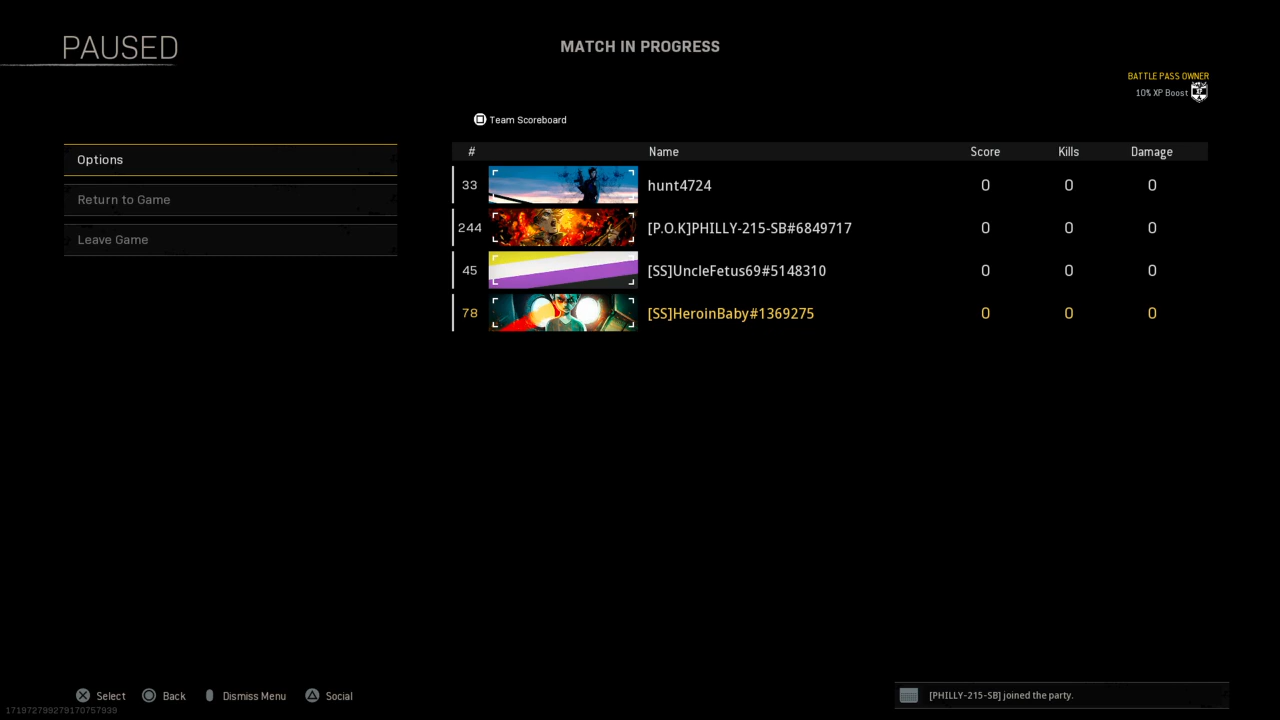 PAUSED
MATCH IN PROGRESS
BATTLE PASS OWNER
10% XP Boost
Team Scoreboard
Options
Return to Game
Leave Game
# Name Score Kills Damage
33 hunt4724 0 0 0
244 [P.O.K]PHILLY-215-SB#6849717 0 0 0
45 [SS]UncleFetus69#5148310 0 0 0
78 [SS]HeroinBaby#1369275 0 0 0
Select Back Dismiss Menu Social
[PHILLY-215-SB] joined the party.
171972799279170757939